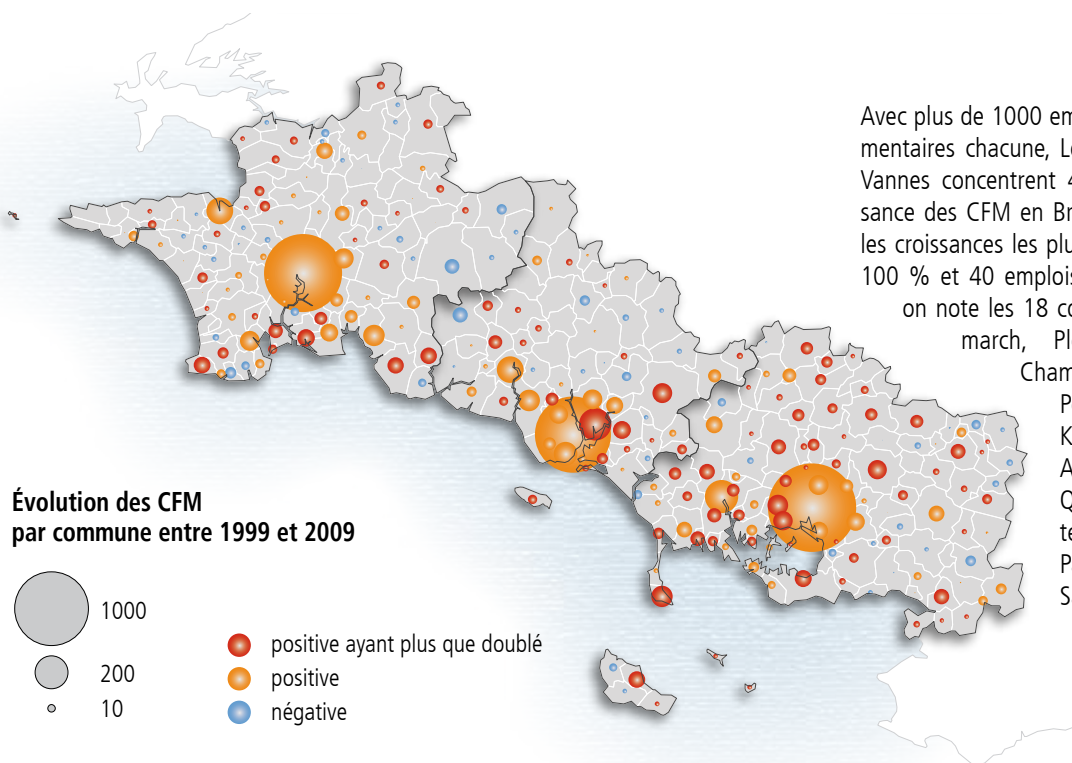 Avec plus de 1000 em
mentaires chacune, L
Vannes concentrent 4
sance des CFM en Br
les croissances les plu
100 % et 40 emplois
on note les 18 co
march, Pl
Cham
P
K
A
Q
te
P
S
Évolution des CFM
par commune entre 1999 et 2009
1000
200
10
positive ayant plus que doublé
positive
négative